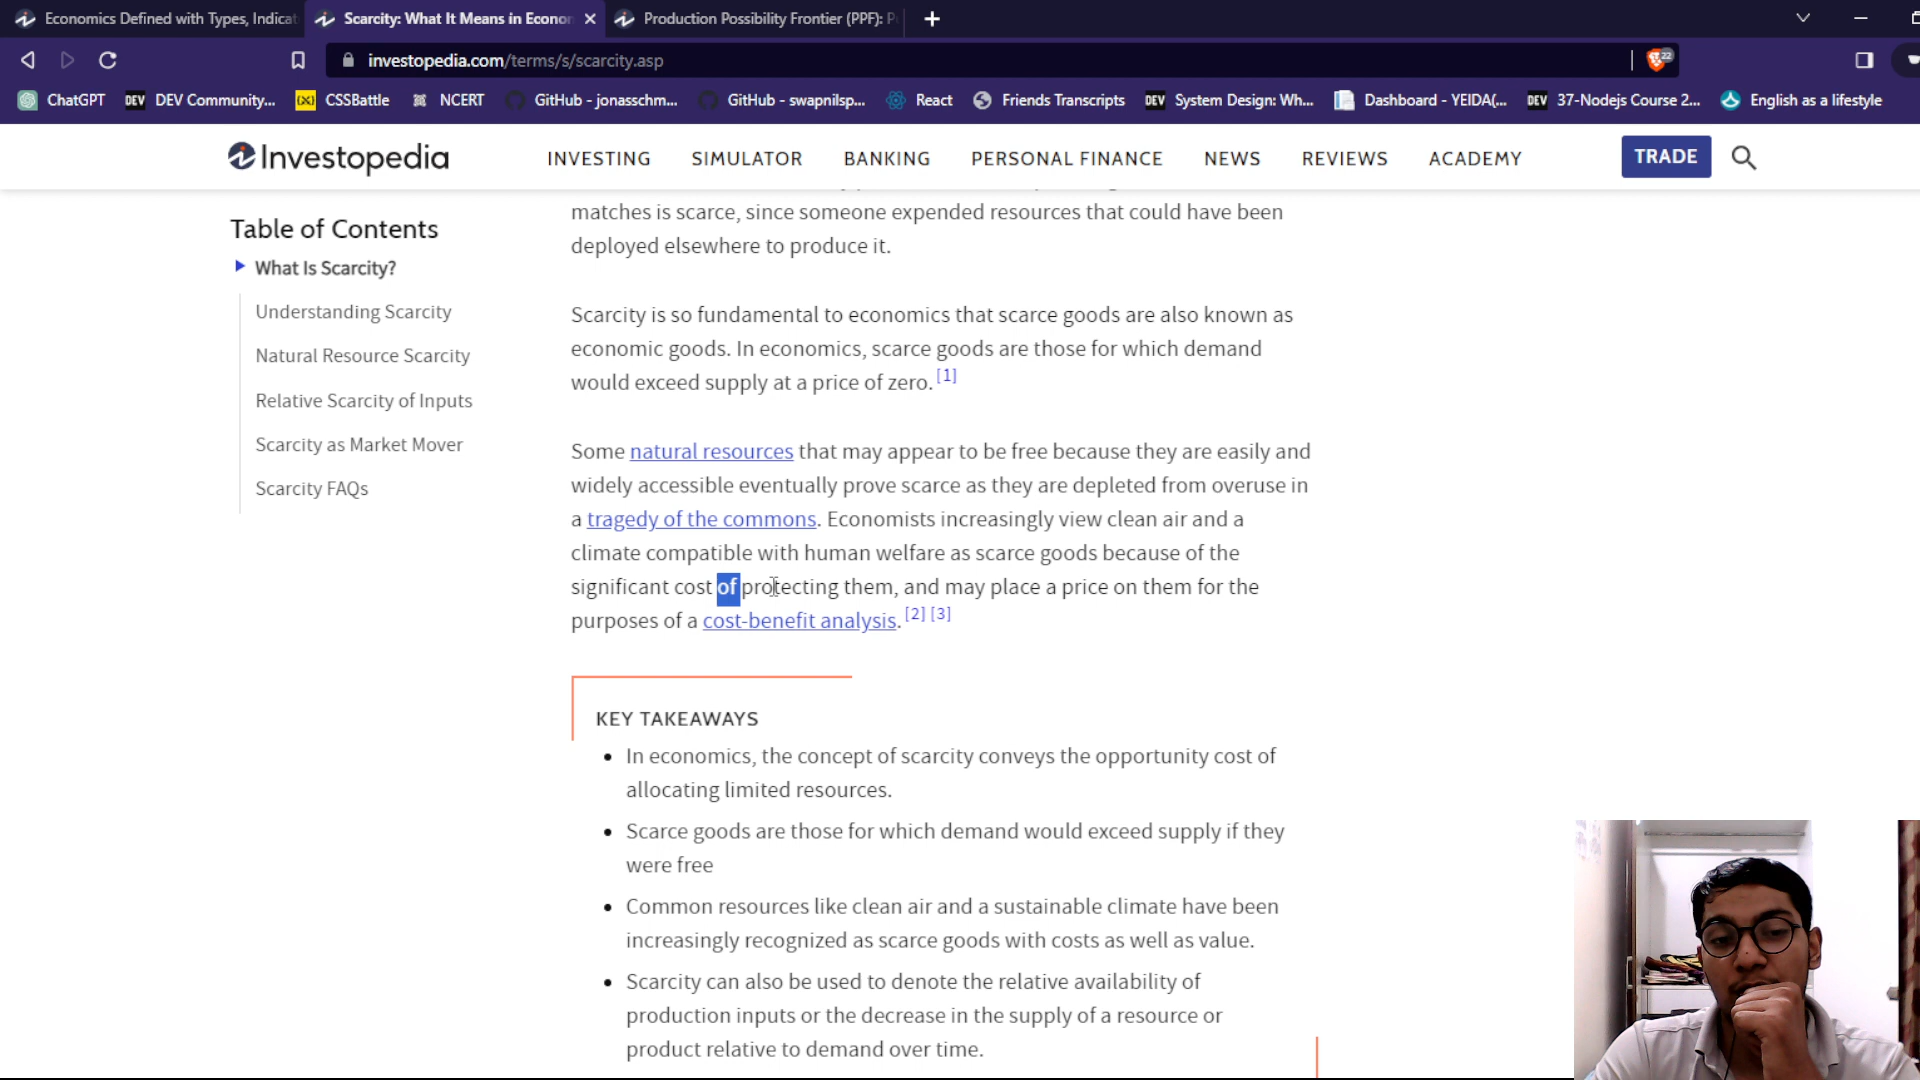 Economics Defined with Types, Indicat
Scarcity: What It Means in Econo
Production Possibility Frontier (PPF): P
investopedia.com/terms/s/scarcity.asp
22
ChatGPT
DEV Community...
CSSBattle
NCERT
GitHub - jonasschm...
GitHub - swapnilsp...
React
Friends Transcripts
System Design: Wh...
Dashboard - YEIDA(...
37-Nodejs Course 2...
English as a lifestyle
Investopedia
INVESTING
SIMULATOR
BANKING
PERSONAL FINANCE
NEWS
REVIEWS
ACADEMY
TRADE
Table of Contents
What Is Scarcity?
Understanding Scarcity
Natural Resource Scarcity
Relative Scarcity of Inputs
Scarcity as Market Mover
Scarcity FAQs
matches is scarce, since someone expended resources that could have been
deployed elsewhere to produce it.
Scarcity is so fundamental to economics that scarce goods are also known as
economic goods. In economics, scarce goods are those for which demand
would exceed supply at a price of zero. [1]
Some natural resources that may appear to be free because they are easily and
widely accessible eventually prove scarce as they are depleted from overuse in
a tragedy of the commons. Economists increasingly view clean air and a
climate compatible with human welfare as scarce goods because of the
significant cost of protecting them, and may place a price on them for the
purposes of a cost-benefit analysis. [2] [3]
KEY TAKEAWAYS
In economics, the concept of scarcity conveys the opportunity cost of
allocating limited resources.
Scarce goods are those for which demand would exceed supply if they
were free
Common resources like clean air and a sustainable climate have been
increasingly recognized as scarce goods with costs as well as value.
Scarcity can also be used to denote the relative availability of
production inputs or the decrease in the supply of a resource or
product relative to demand over time.